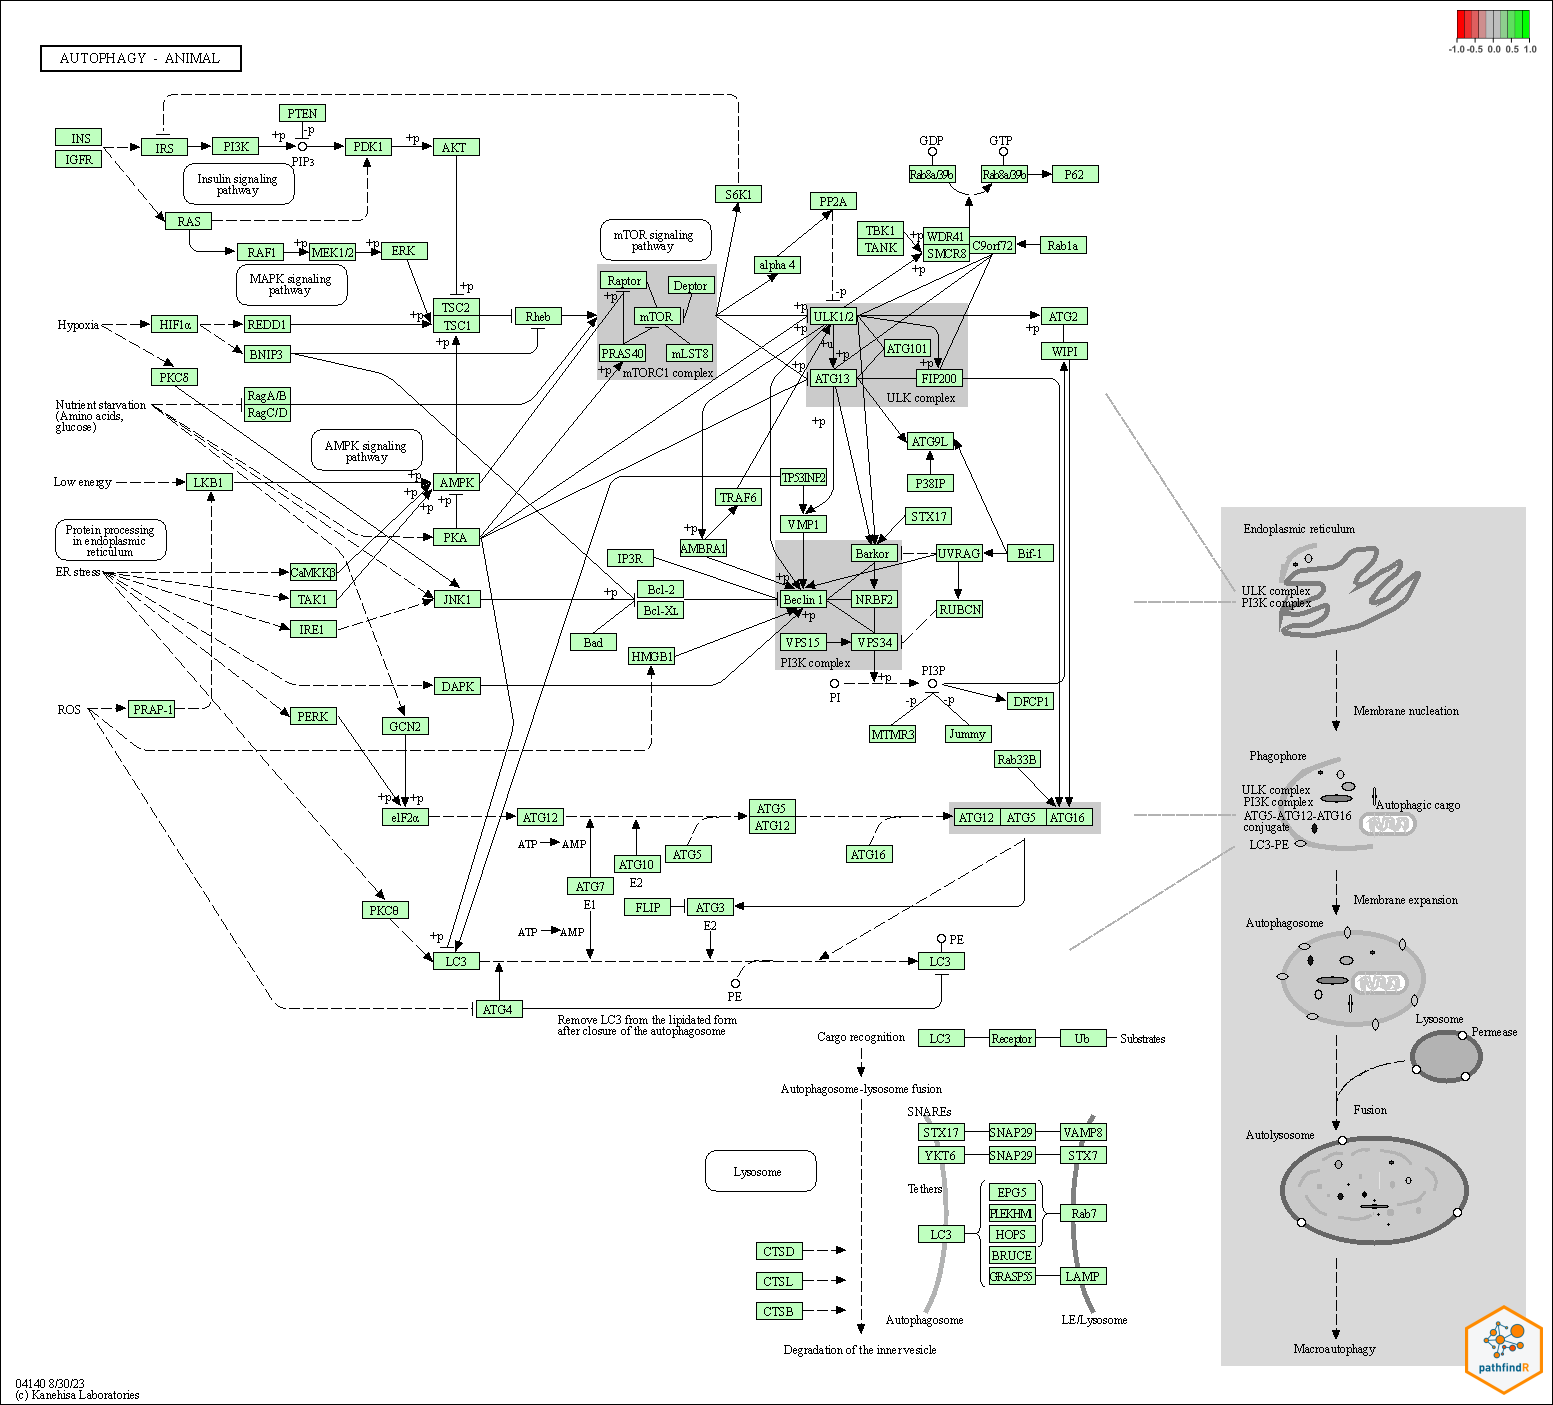 -1.0 -0.5 0.0 0.5 1.0
AUTOPHAGY - ANIMAL
PTEN
INS
IGFR
IRS
PI3K
+p
-p
PIP3
PDK1
+p
AKT
Insulin signaling
pathway
RAS
RAF1
+p
MEK1/2
+p
ERK
MAPK signaling
pathway
+p
TSC2
TSC1
+p
+p
Rheb
Hypoxia
HIF1α
REDD1
BNIP3
PKCδ
Nutrient starvation
(Amino acids,
glucose)
RagA/B
RagC/D
AMPK signaling
pathway
Low energy
LKB1
+p
+p
+p
+p
AMPK
PKA
Protein processing
in endoplasmic
reticulum
ER stress
CaMKKβ
TAK1
IRE1
JNK1
DAPK
ROS
PRAP-1
PERK
GCN2
+p
+p
eIF2α
PKCθ
+p
LC3
ATG4
S6K1
mTOR signaling
pathway
Raptor
Deptor
+p
mTOR
PRAS40
mLST8
+p
mTORC1 complex
PP2A
alpha 4
-p
GDP
GTP
Rab8a/39b
Rab8a/39b
P62
TBK1
TANK
+p
WDR41
SMCR8
C9orf72
+p
Rab1a
+p
+p
ULK1/2
+u
+p
ATG101
+p
+p
ATG13
FIP200
ULK complex
ATG2
+p
WIPI
+p
ATG9L
P38IP
TP53INP2
TRAF6
VMP1
STX17
+p
AMBRA1
IP3R
Barkor
UVRAG
Bif-1
+p
Bcl-2
Bcl-XL
+p
Beclin 1
+p
NRBF2
RUBCN
Bad
HMGB1
VPS15
VPS34
PI3K complex
+p
PI
PI3P
-p
-p
DFCP1
MTMR3
Jummy
Rab33B
ATG12
ATG5
ATG12
ATG12
ATG5
ATG16
ATP
AMP
ATG10
E2
ATG5
ATG16
ATG7
E1
FLIP
ATG3
E2
ATP
AMP
PE
LC3
PE
Remove LC3 from the lipidated form
after closure of the autophagosome
Cargo recognition
LC3
Receptor
Ub
Substrates
Autophagosome-lysosome fusion
SNAREs
STX17
SNAP29
VAMP8
YKT6
SNAP29
STX7
Lysosome
Tethers
EPG5
PLEKHM1
HOPS
BRUCE
GRASP55
LC3
Rab7
LAMP
CTSD
CTSL
CTSB
Autophagosome
LE/Lysosome
Degradation of the inner vesicle
Endoplasmic reticulum
ULK complex
PI3K complex
Membrane nucleation
Phagophore
ULK complex
PI3K complex
ATG5-ATG12-ATG16
conjugate
LC3-PE
Autophagic cargo
Membrane expansion
Autophagosome
Lysosome
Permease
Fusion
Autolysosome
Macroautophagy
pathfindR
04140 8/30/23
(c) Kanehisa Laboratories